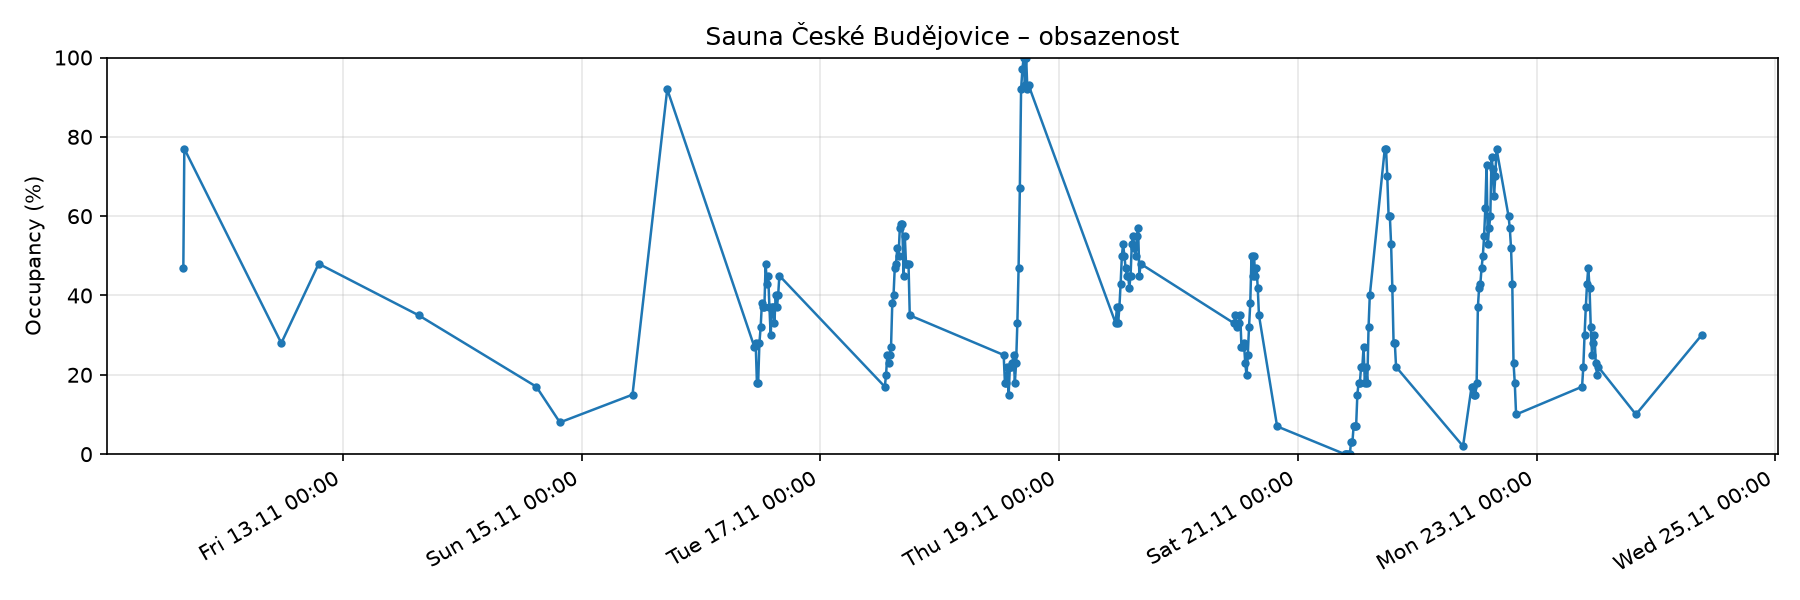 Sauna České Budějovice – obsazenost
Occupancy (%)
100
80
60
40
20
0
Fri 13.11 00:00
Sun 15.11 00:00
Tue 17.11 00:00
Thu 19.11 00:00
Sat 21.11 00:00
Mon 23.11 00:00
Wed 25.11 00:00